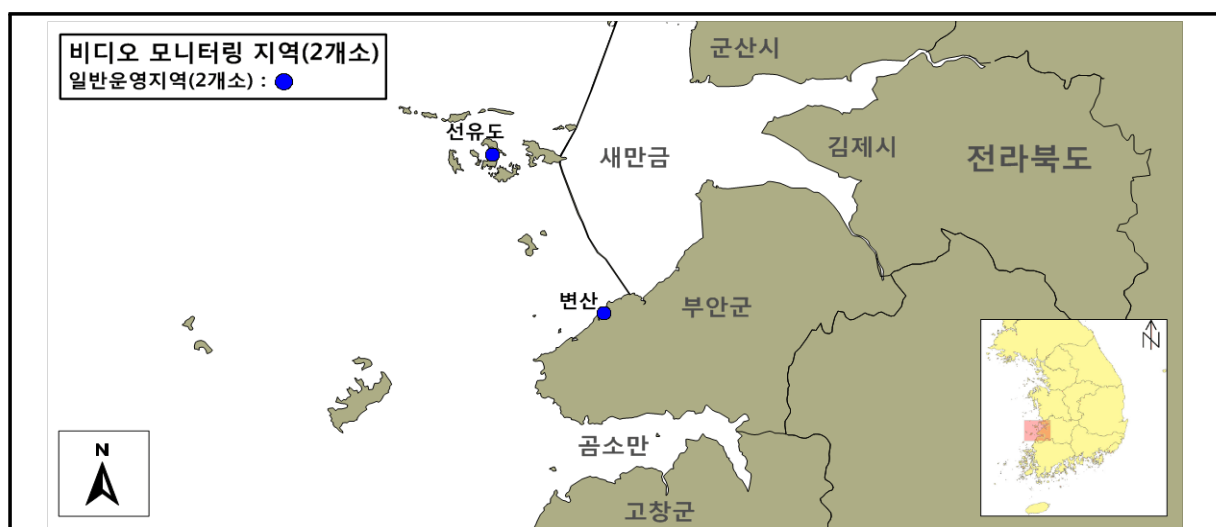 비디오 모니터링 지역(2개소)
일반운영지역(2개소) :
군산시
선유도
새만금
김제시
전라북도
변산
부안군
곰소만
고창군
N
N